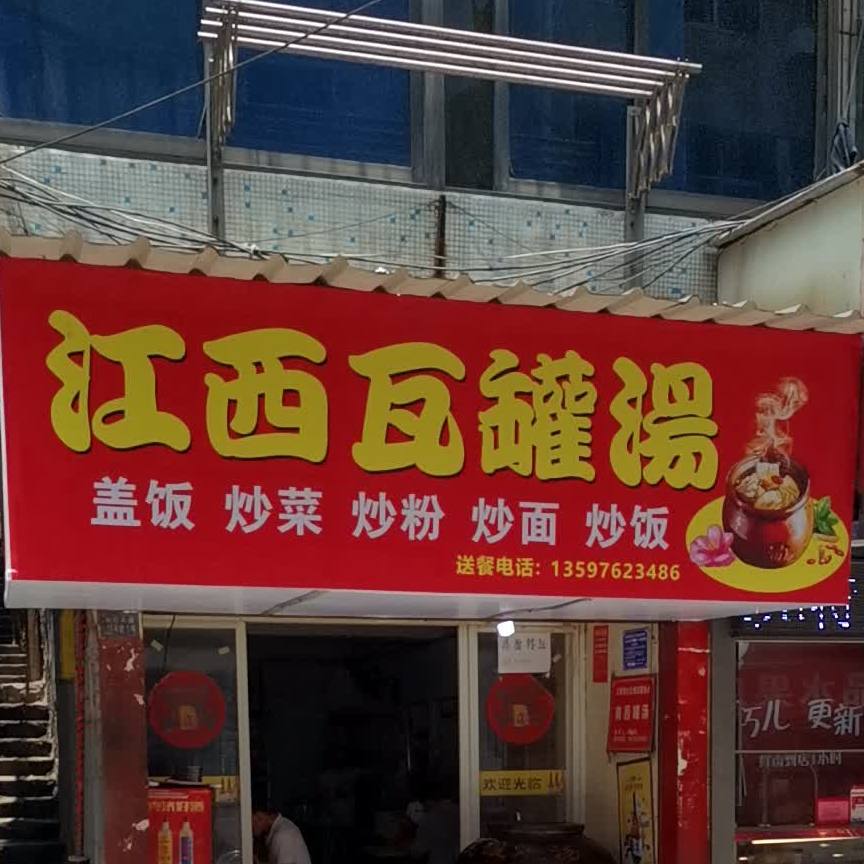 江西瓦罐湯
盖饭 炒菜 炒粉 炒面 炒饭
送餐电话: 13597623486
欢迎光临
巧儿 更新